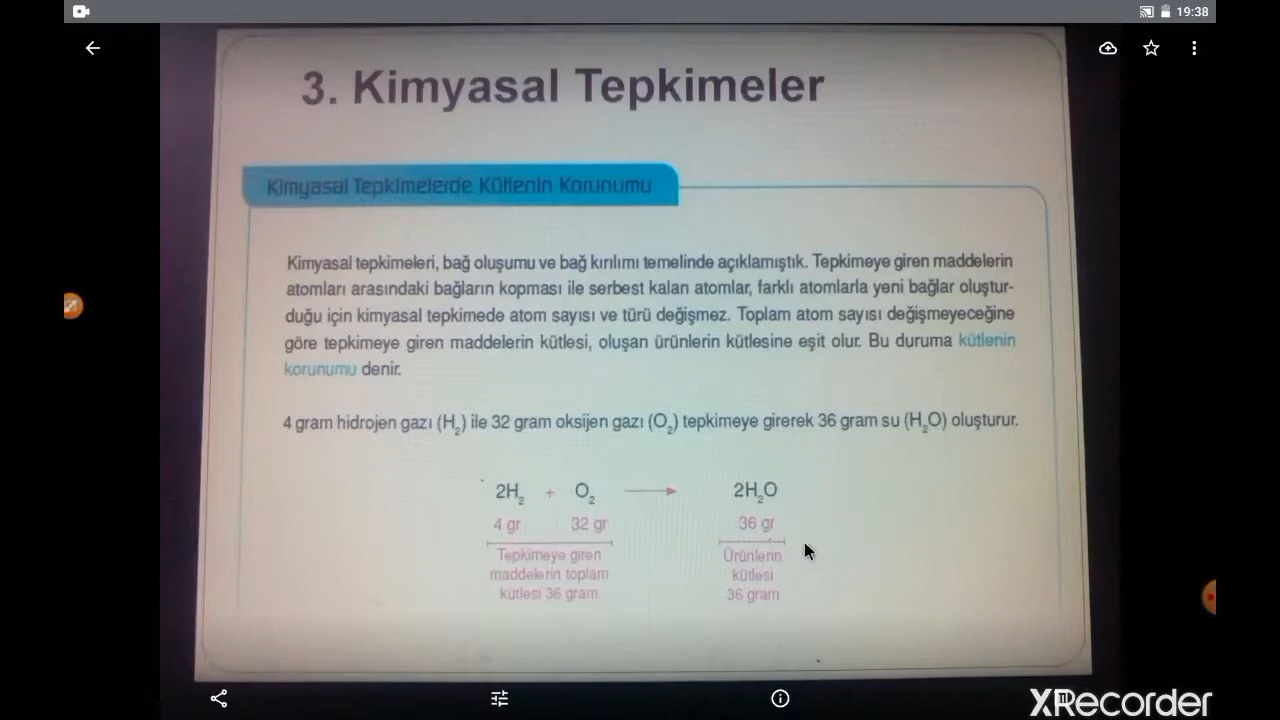 19:38
3. Kimyasal Tepkimeler
Kimyasal Tepkimelerde Kütlenin Korunumu
Kimyasal tepkimeleri, bağ oluşumu ve bağ kırılımı temelinde açıklamıştık. Tepkimeye giren maddelerin
atomları arasındaki bağların kopması ile serbest kalan atomlar, farklı atomlarla yeni bağlar oluştur-
duğu için kimyasal tepkimede atom sayısı ve türü değişmez. Toplam atom sayısı değişmeyeceğine
göre tepkimeye giren maddelerin kütlesi, oluşan ürünlerin kütlesine eşit olur. Bu duruma kütlenin
korunumu denir.
4 gram hidrojen gazı (H₂) ile 32 gram oksijen gazı (O₂) tepkimeye girerek 36 gram su (H₂O) oluşturur.
2H₂ + O₂ → 2H₂O
4 gr 32 gr 36 gr
Tepkimeye giren
maddelerin toplam
kütlesi 36 gram
Ürünlerin
kütlesi
36 gram
XRecorder